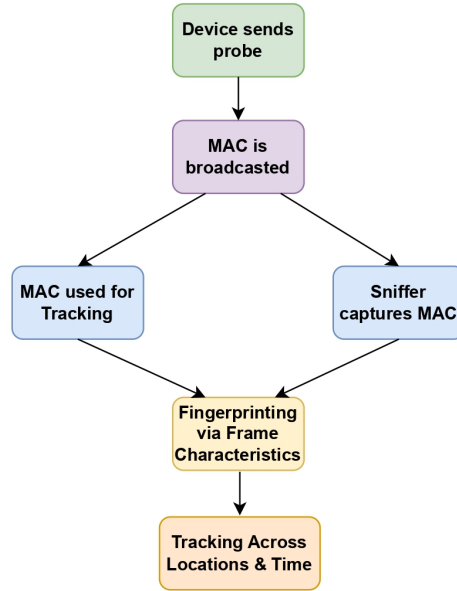 Device sends
probe
MAC is
broadcasted
MAC used for
Tracking
Sniffer
captures MAC
Fingerprinting
via Frame
Characteristics
Tracking Across
Locations & Time